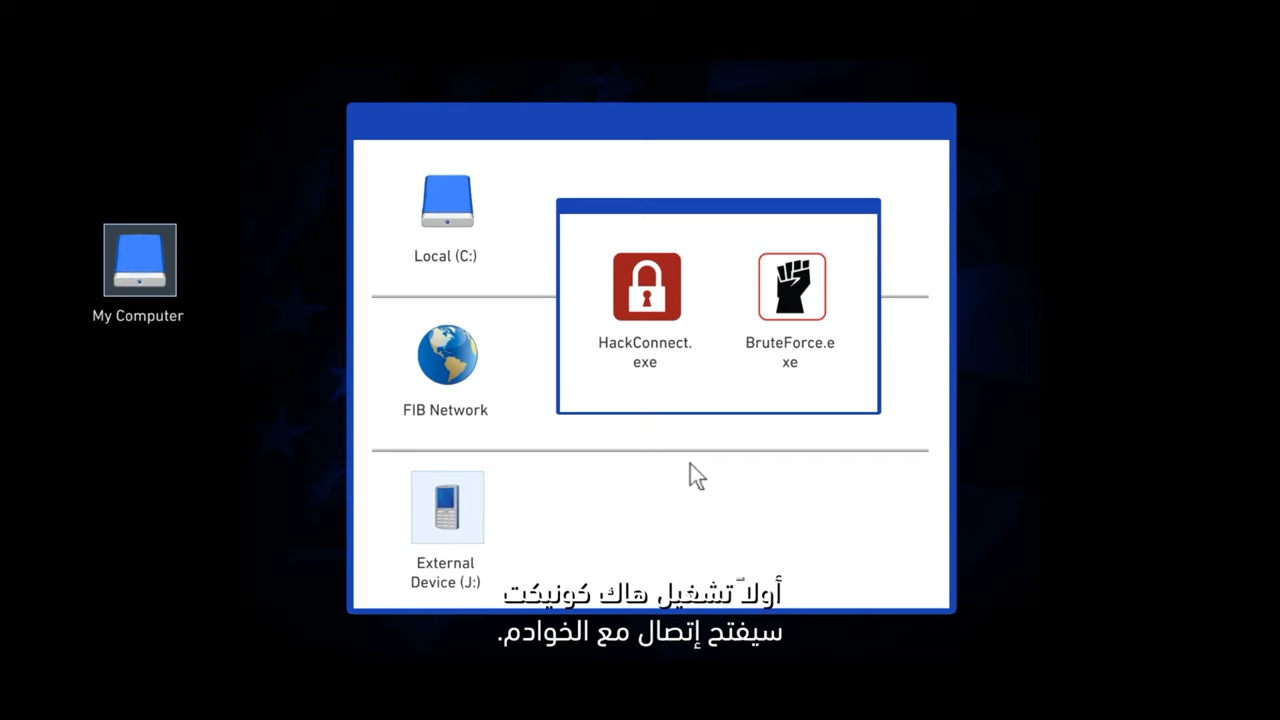 Local (C:)
My Computer
HackConnect.
exe
BruteForce.e
xe
FIB Network
External
Device (J:)
أولاً تشغيل هاك كونيكت
سيفتح إتصال مع الخوادم.